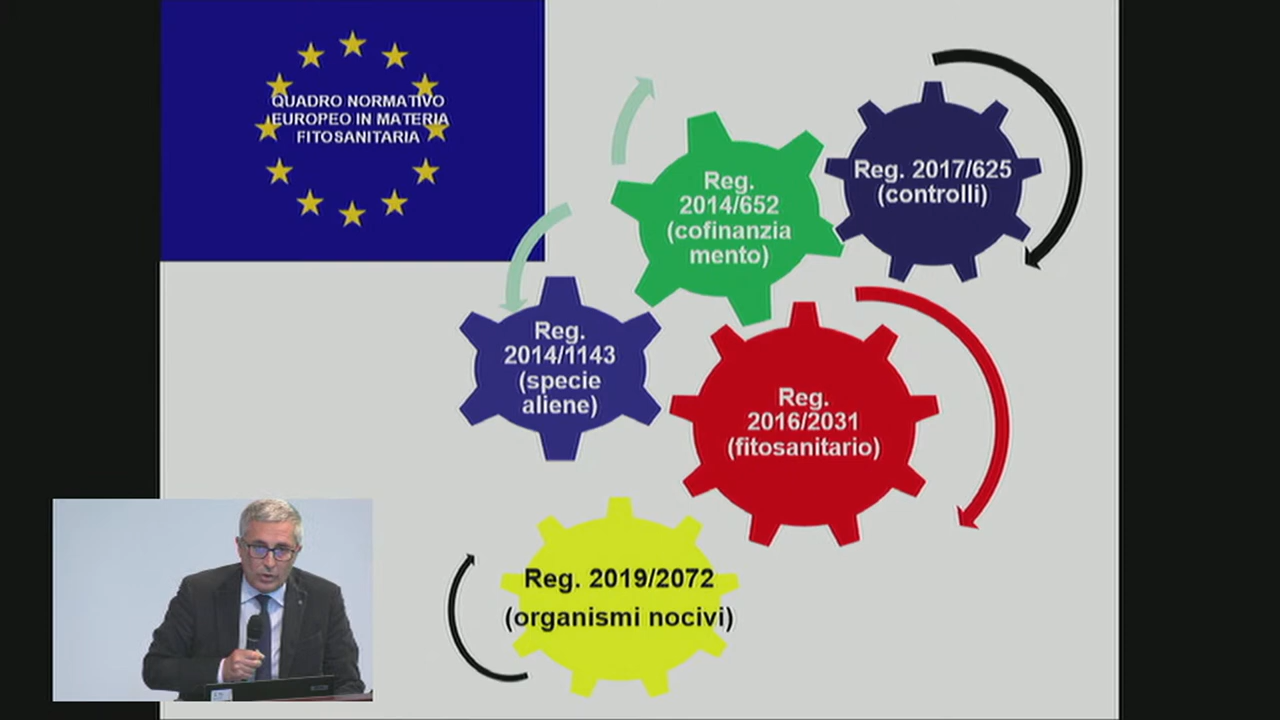 QUADRO NORMATIVO
EUROPEO IN MATERIA
FITOSANITARIA
Reg.
2014/652
(cofinanzia
mento)
Reg. 2017/625
(controlli)
Reg.
2014/1143
(specie
aliene)
Reg.
2016/2031
(fitosanitario)
Reg. 2019/2072
(organismi nocivi)